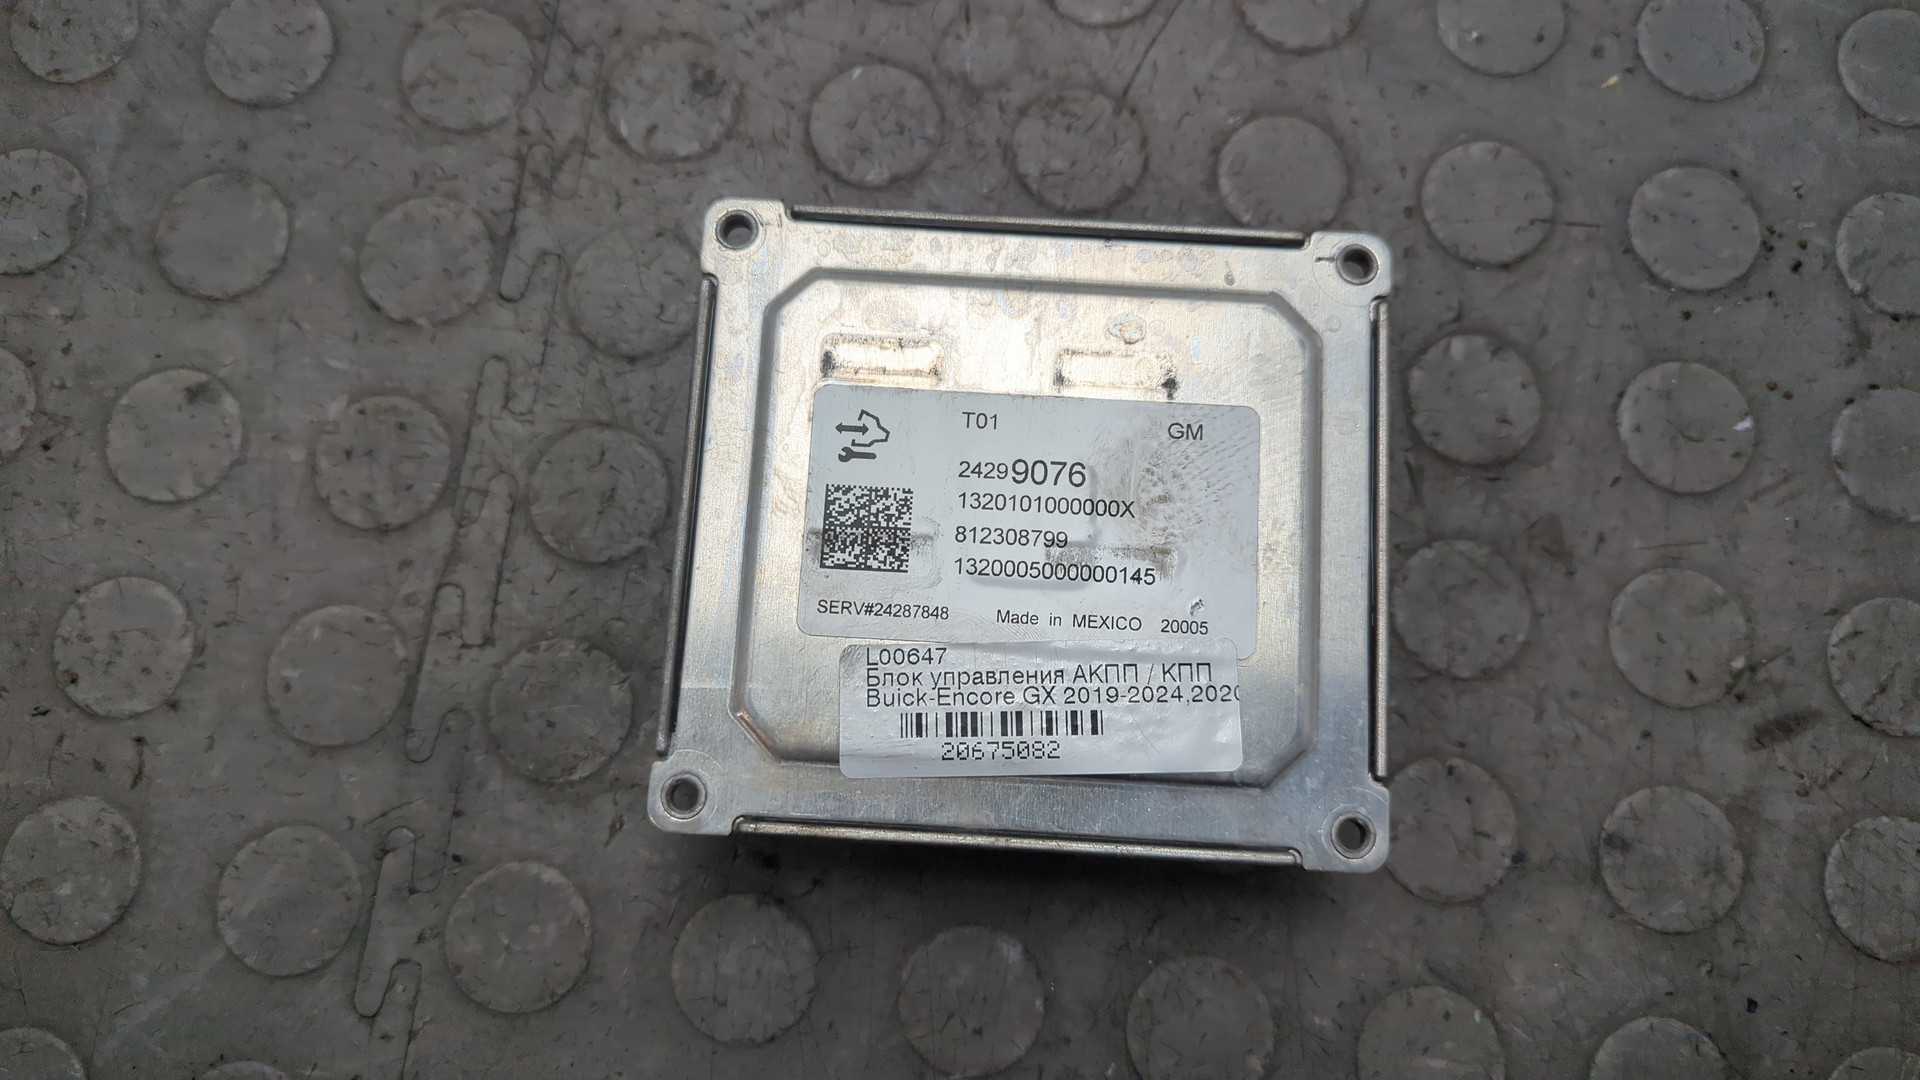 T01 GM
24299076
1320101000000X
812308799
1320005000000145
SERV#24287848 Made in MEXICO 20005
L00647
Блок управления АКПП / КПП
Buick-Encore GX 2019-2024,2020
20675082